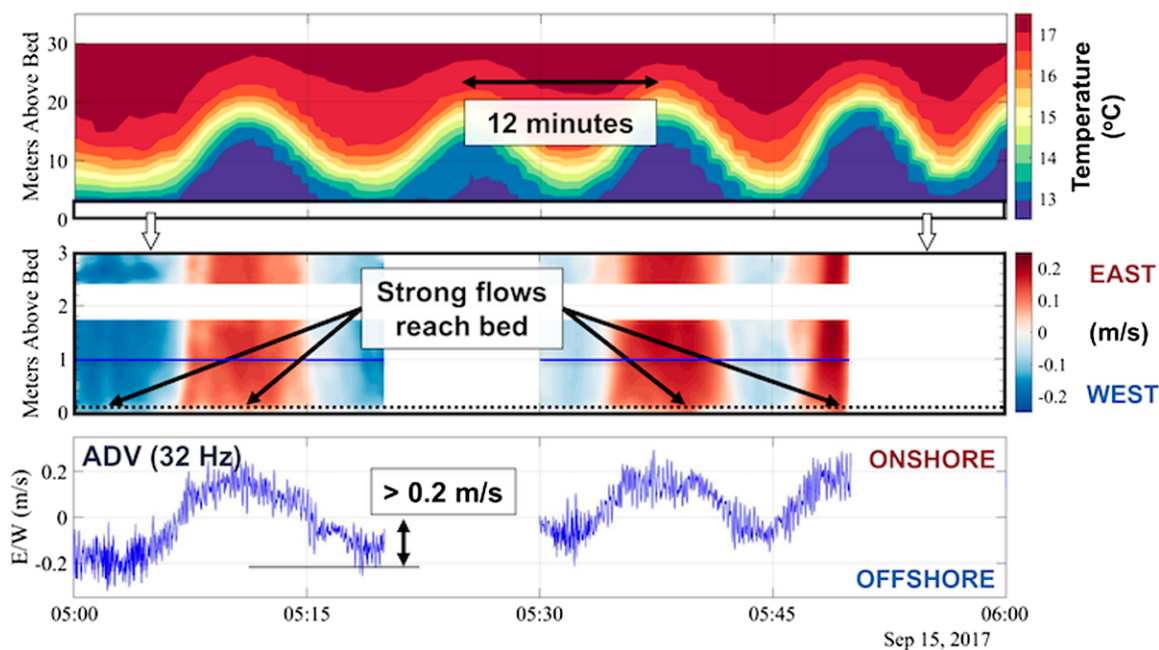 Meters Above Bed
30
20
10
0
12 minutes
17
16
15
14
13
Temperature
(ºC)
Meters Above Bed
3
2
1
0
Strong flows
reach bed
0.2
0.1
0
-0.1
-0.2
EAST
(m/s)
WEST
E/W (m/s)
0.2
0
-0.2
ADV (32 Hz)
> 0.2 m/s
ONSHORE
OFFSHORE
05:00
05:15
05:30
05:45
06:00
Sep 15, 2017